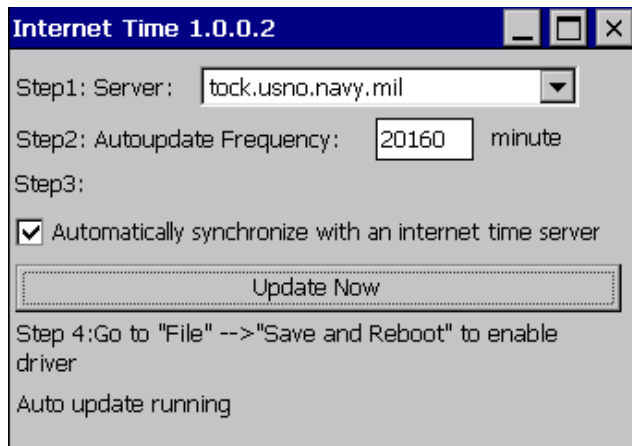 Internet Time 1.0.0.2
Step1: Server: tock.usno.navy.mil
Step2: Autoupdate Frequency: 20160 minute
Step3:
Automatically synchronize with an internet time server
Update Now
Step 4:Go to "File" -->"Save and Reboot" to enable
driver
Auto update running